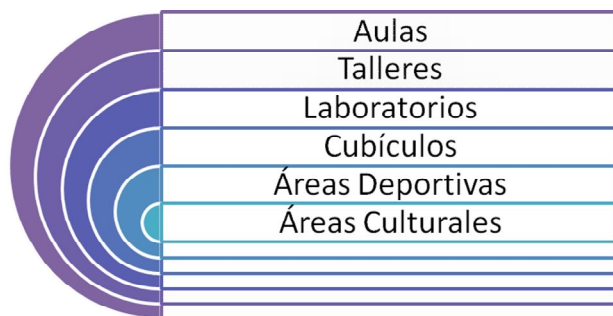 Aulas
Talleres
Laboratorios
Cubículos
Áreas Deportivas
Áreas Culturales